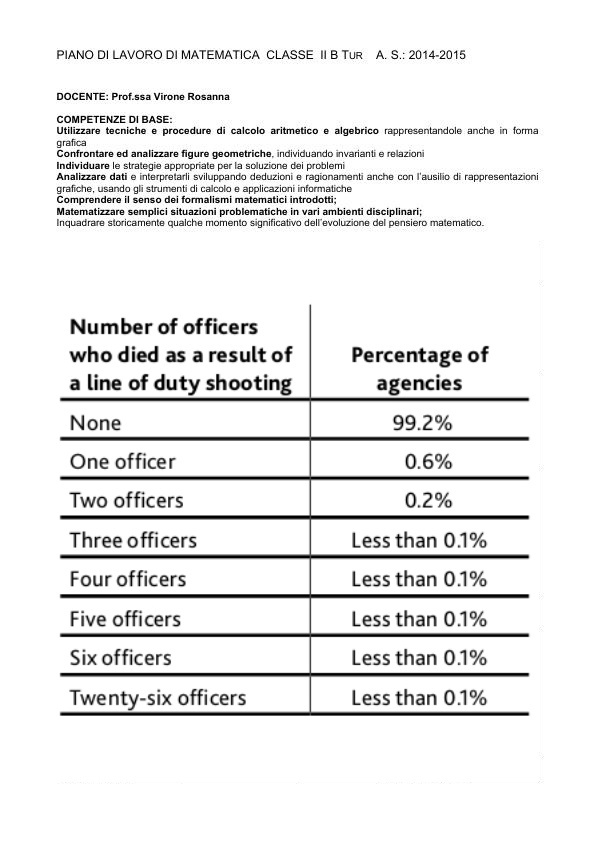 PIANO DI LAVORO DI MATEMATICA CLASSE II B TUR A. S.: 2014-2015
DOCENTE: Prof.ssa Virone Rosanna
COMPETENZE DI BASE:
Utilizzare tecniche e procedure di calcolo aritmetico e algebrico rappresentandole anche in forma
grafica
Confrontare ed analizzare figure geometriche, individuando invarianti e relazioni
Individuare le strategie appropriate per la soluzione dei problemi
Analizzare dati e interpretarli sviluppando deduzioni e ragionamenti anche con l'ausilio di rappresentazioni
grafiche, usando gli strumenti di calcolo e applicazioni informatiche
Comprendere il senso dei formalismi matematici introdotti;
Matematizzare semplici situazioni problematiche in vari ambienti disciplinari;
Inquadrare storicamente qualche momento significativo dell'evoluzione del pensiero matematico.
Number of officers
who died as a result of Percentage of
a line of duty shooting agencies
None 99.2%
One officer 0.6%
Two officers 0.2%
Three officers Less than 0.1%
Four officers Less than 0.1%
Five officers Less than 0.1%
Six officers Less than 0.1%
Twenty-six officers Less than 0.1%